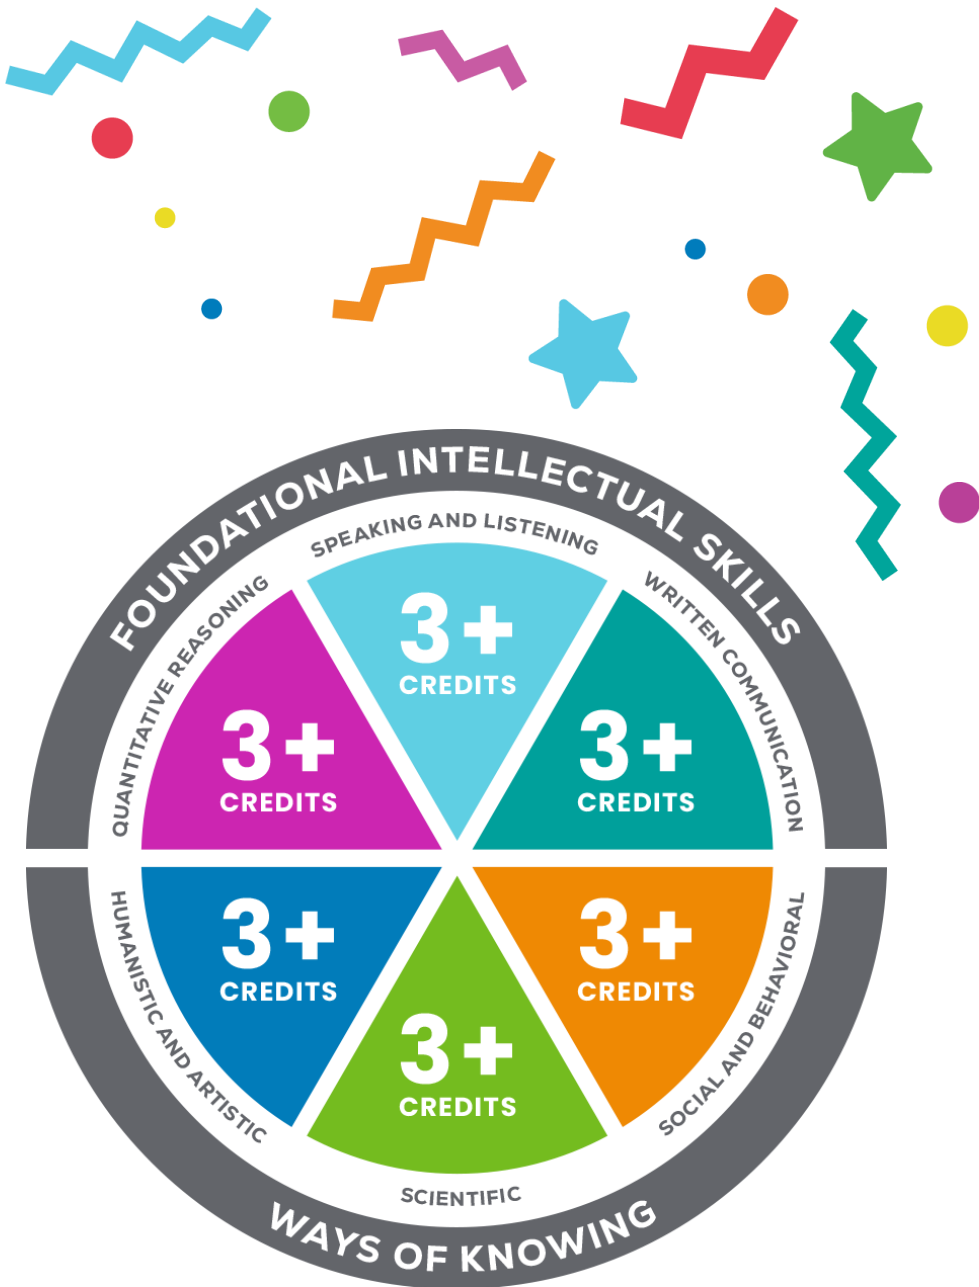 FOUNDATIONAL INTELLECTUAL SKILLS
SPEAKING AND LISTENING
QUANTITATIVE REASONING
WRITTEN COMMUNICATION
3+
CREDITS
3+
CREDITS
3+
CREDITS
3+
CREDITS
3+
CREDITS
3+
CREDITS
HUMANISTIC AND ARTISTIC
SOCIAL AND BEHAVIORAL
SCIENTIFIC
WAYS OF KNOWING